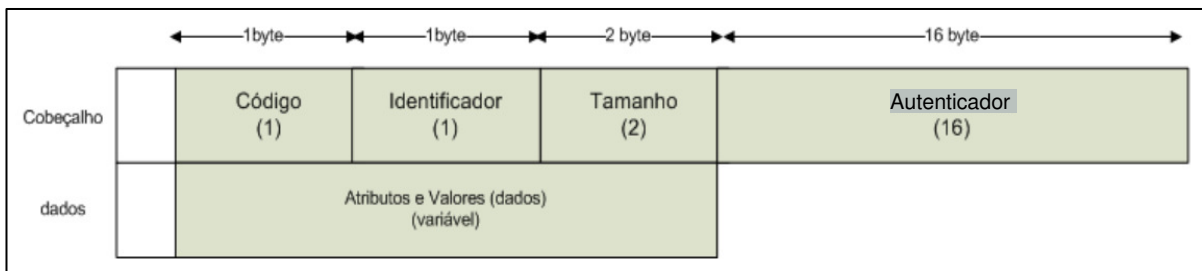 1byte
1byte
2 byte
16 byte
Cobeçalho
Código
(1)
Identificador
(1)
Tamanho
(2)
Autenticador
(16)
dados
Atributos e Valores (dados)
(variável)